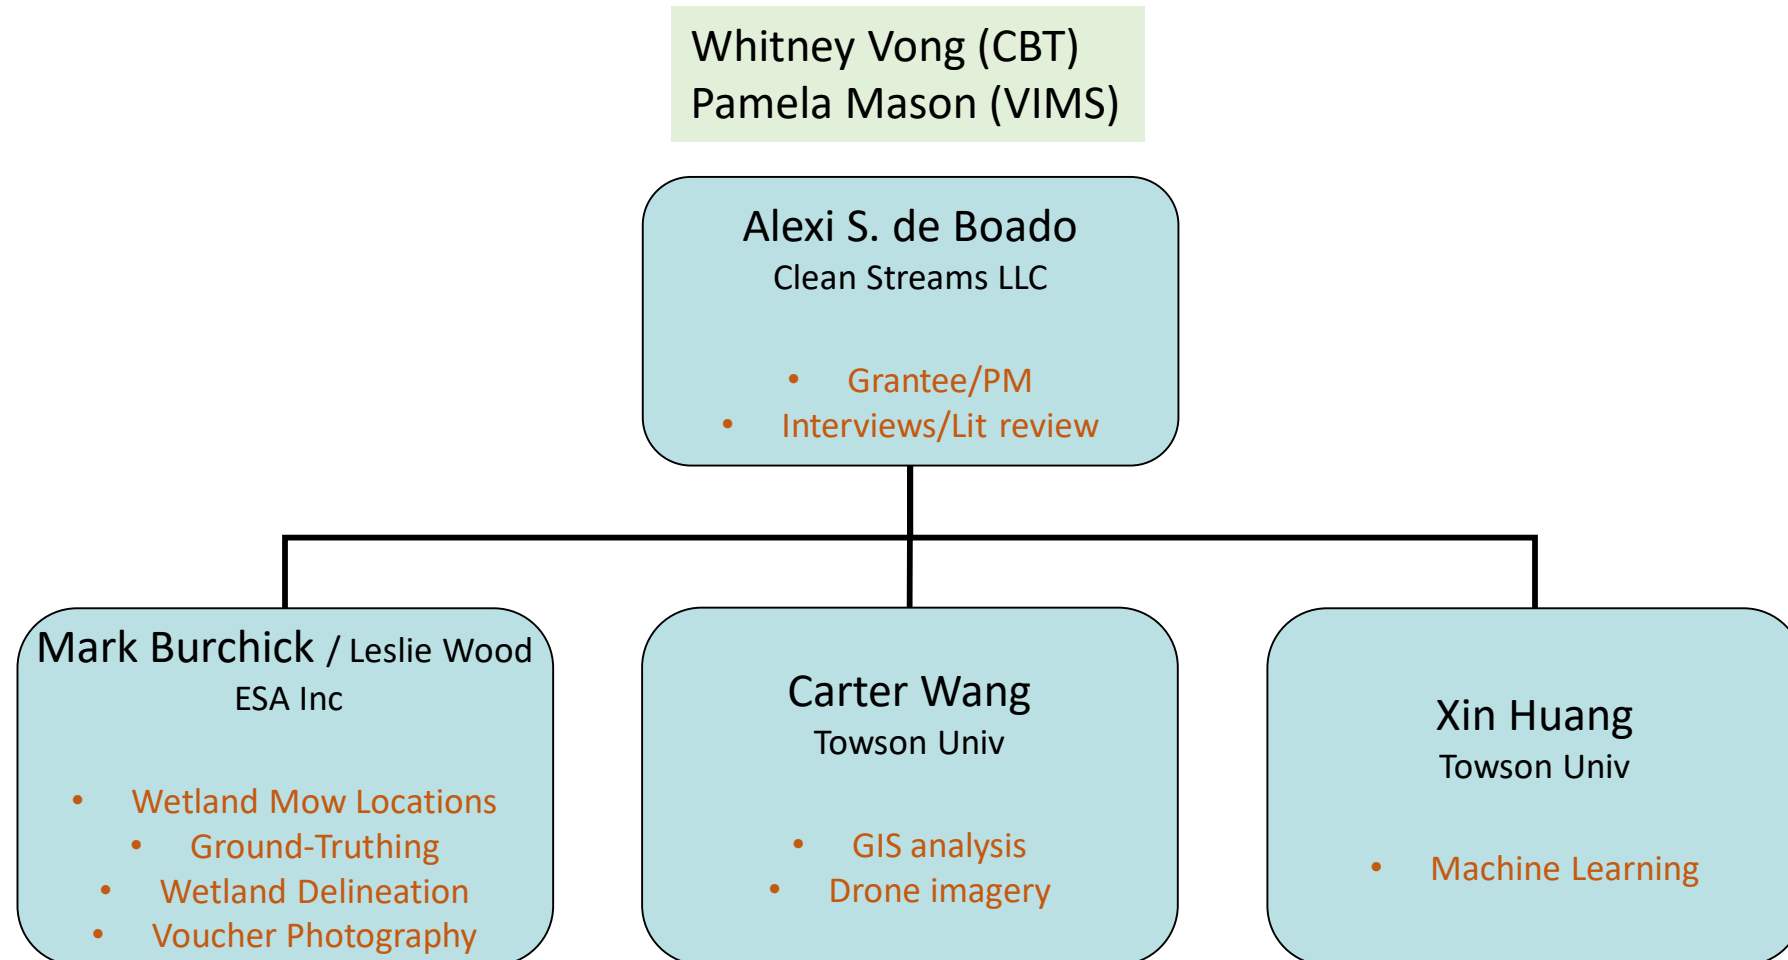 Whitney Vong (CBT)
Pamela Mason (VIMS)
Alexi S. de Boado
Clean Streams LLC
• Grantee/PM
• Interviews/Lit review
Mark Burchick / Leslie Wood
ESA Inc
• Wetland Mow Locations
• Ground-Truthing
• Wetland Delineation
• Voucher Photography
Carter Wang
Towson Univ
• GIS analysis
• Drone imagery
Xin Huang
Towson Univ
• Machine Learning